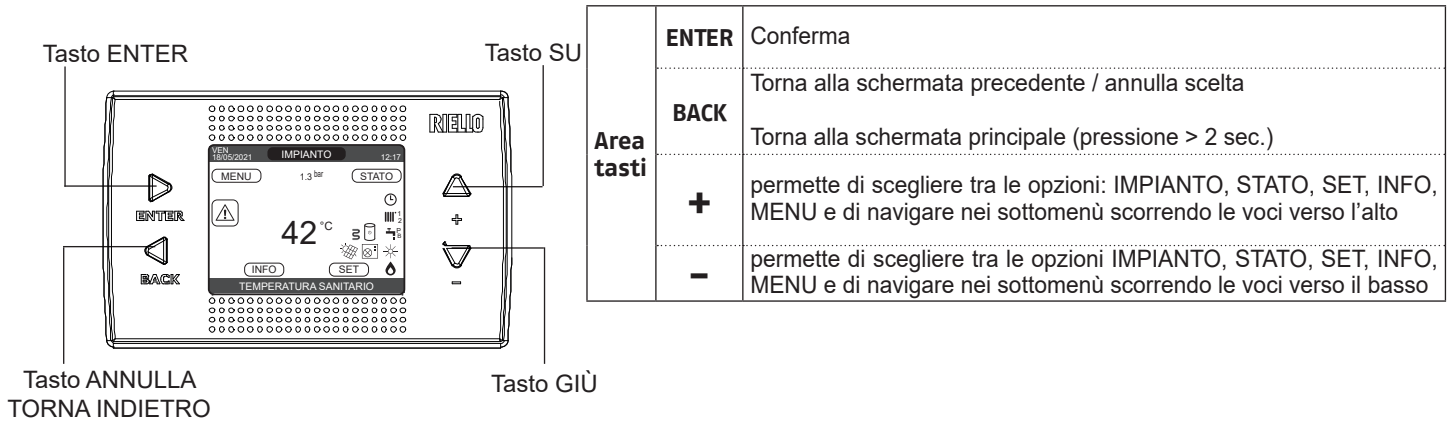 Tasto ENTER
Tasto SU
RIELLO
VEN
18/05/2021
IMPIANTO
12:17
MENU
1.3 bar
STATO
ENTER
+
1
2
42 °C
P
B
INFO
SET
BACK
-
TEMPERATURA SANITARIO
Tasto ANNULLA
TORNA INDIETRO
Tasto GIÙ
Area
tasti
ENTER
Conferma
BACK
Torna alla schermata precedente / annulla scelta
Torna alla schermata principale (pressione > 2 sec.)
+
permette di scegliere tra le opzioni: IMPIANTO, STATO, SET, INFO,
MENU e di navigare nei sottomenù scorrendo le voci verso l’alto
–
permette di scegliere tra le opzioni IMPIANTO, STATO, SET, INFO,
MENU e di navigare nei sottomenù scorrendo le voci verso il basso